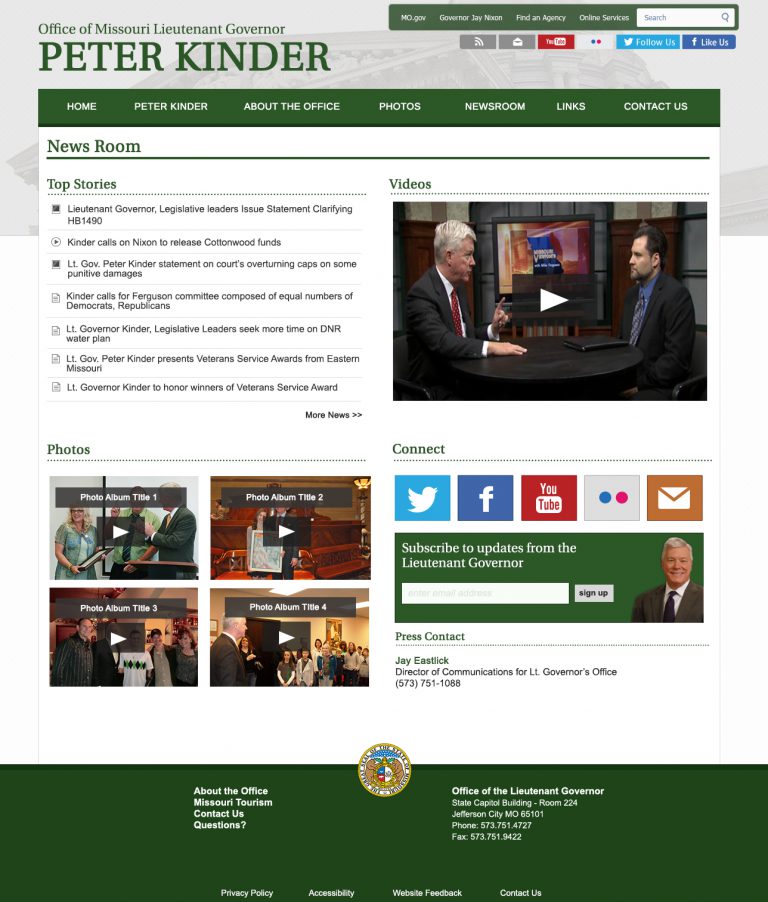 MO.gov Governor Jay Nixon Find an Agency Online Services Search
Office of Missouri Lieutenant Governor
PETER KINDER
YouTube Follow Us Like Us
HOME PETER KINDER ABOUT THE OFFICE PHOTOS NEWSROOM LINKS CONTACT US
News Room
Top Stories
Lieutenant Governor, Legislative leaders Issue Statement Clarifying
HB1490
Kinder calls on Nixon to release Cottonwood funds
Lt. Gov. Peter Kinder statement on court's overturning caps on some
punitive damages
Kinder calls for Ferguson committee composed of equal numbers of
Democrats, Republicans
Lt. Governor Kinder, Legislative Leaders seek more time on DNR
water plan
Lt. Gov. Peter Kinder presents Veterans Service Awards from Eastern
Missouri
Lt. Governor Kinder to honor winners of Veterans Service Award
More News >>
Videos
MISSOURI
VIEWPOINTS
with Mike Ferguson
Photos
Photo Album TItle 1
Photo Album TItle 2
Photo Album TItle 3
Photo Album TItle 4
Connect
You
Tube
Subscribe to updates from the
Lieutenant Governor
enter email address
sign up
Press Contact
Jay Eastlick
Director of Communications for Lt. Governor's Office
(573) 751-1088
About the Office
Missouri Tourism
Contact Us
Questions?
Office of the Lieutenant Governor
State Capitol Building - Room 224
Jefferson City MO 65101
Phone: 573.751.4727
Fax: 573.751.9422
Privacy Policy Accessibility Website Feedback Contact Us